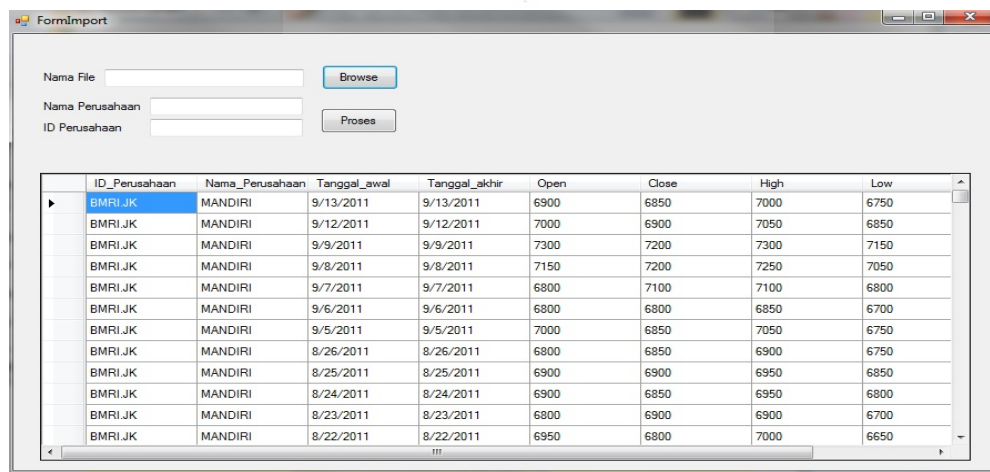 FormImport
Nama File Browse
Nama Perusahaan
ID Perusahaan Proses
ID_Perusahaan Nama_Perusahaan Tanggal_awal Tanggal_akhir Open Close High Low
BMRI.JK MANDIRI 9/13/2011 9/13/2011 6900 6850 7000 6750
BMRI.JK MANDIRI 9/12/2011 9/12/2011 7000 6900 7050 6850
BMRI.JK MANDIRI 9/9/2011 9/9/2011 7300 7200 7300 7150
BMRI.JK MANDIRI 9/8/2011 9/8/2011 7150 7200 7250 7050
BMRI.JK MANDIRI 9/7/2011 9/7/2011 6800 7100 7100 6800
BMRI.JK MANDIRI 9/6/2011 9/6/2011 6800 6800 6850 6700
BMRI.JK MANDIRI 9/5/2011 9/5/2011 7000 6850 7050 6750
BMRI.JK MANDIRI 8/26/2011 8/26/2011 6800 6850 6900 6750
BMRI.JK MANDIRI 8/25/2011 8/25/2011 6900 6900 6950 6850
BMRI.JK MANDIRI 8/24/2011 8/24/2011 6900 6850 6950 6800
BMRI.JK MANDIRI 8/23/2011 8/23/2011 6800 6900 6900 6700
BMRI.JK MANDIRI 8/22/2011 8/22/2011 6950 6800 7000 6650